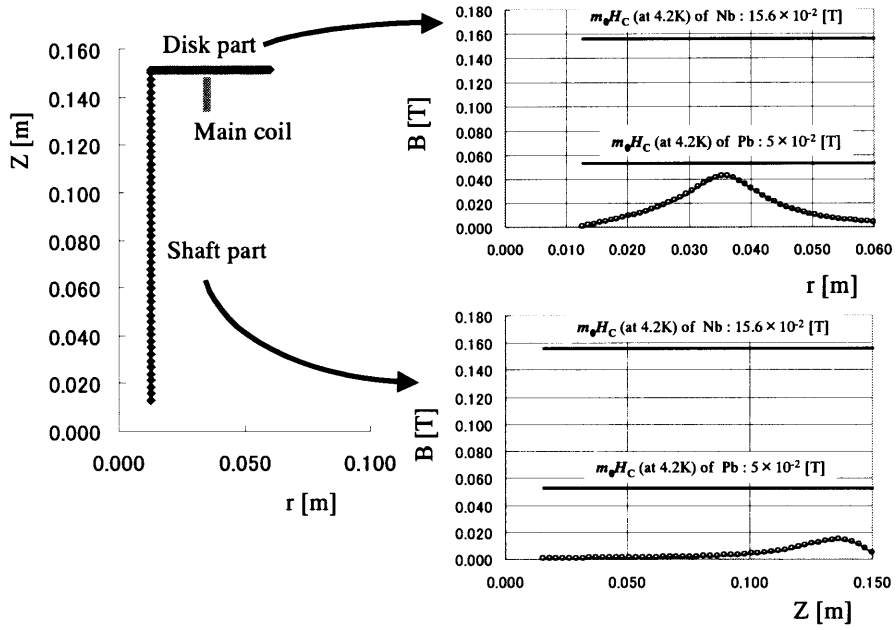 0.160
0.140
0.120
0.100
0.080
0.060
0.040
0.020
0.000
Z [m]
Disk part
Main coil
Shaft part
0.000 0.050 0.100
r [m]
0.180
0.160
0.140
0.120
0.100
0.080
0.060
0.040
0.020
0.000
B [T]
m₀H_C (at 4.2K) of Nb : 15.6 × 10⁻² [T]
m₀H_C (at 4.2K) of Pb : 5 × 10⁻² [T]
0.000 0.010 0.020 0.030 0.040 0.050 0.060
r [m]
0.180
0.160
0.140
0.120
0.100
0.080
0.060
0.040
0.020
0.000
B [T]
m₀H_C (at 4.2K) of Nb : 15.6 × 10⁻² [T]
m₀H_C (at 4.2K) of Pb : 5 × 10⁻² [T]
0.000 0.050 0.100 0.150
Z [m]